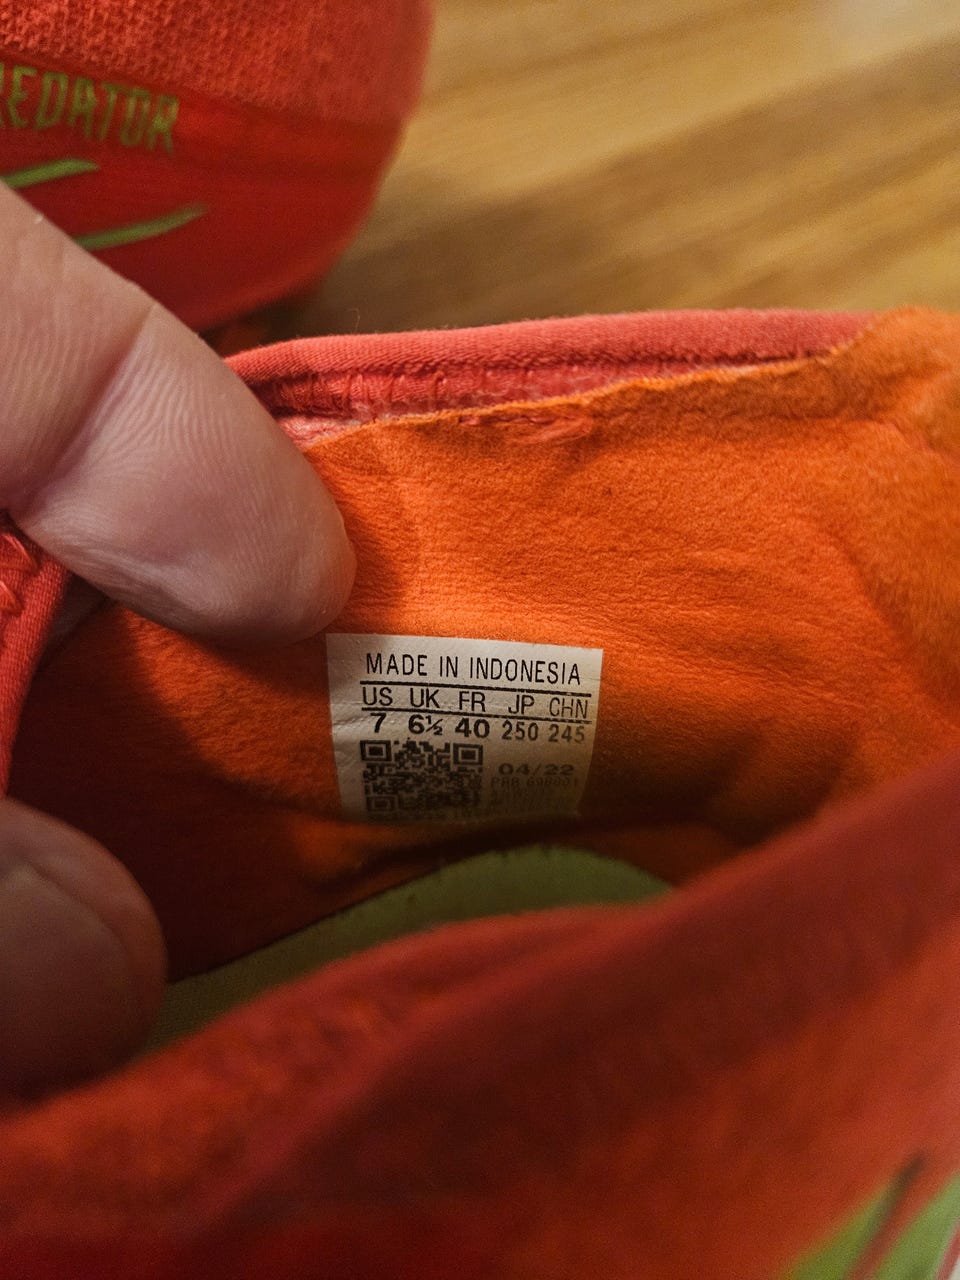 REDATOR
MADE IN INDONESIA
US UK FR JP CHN
7 6½ 40 250 245
04/22